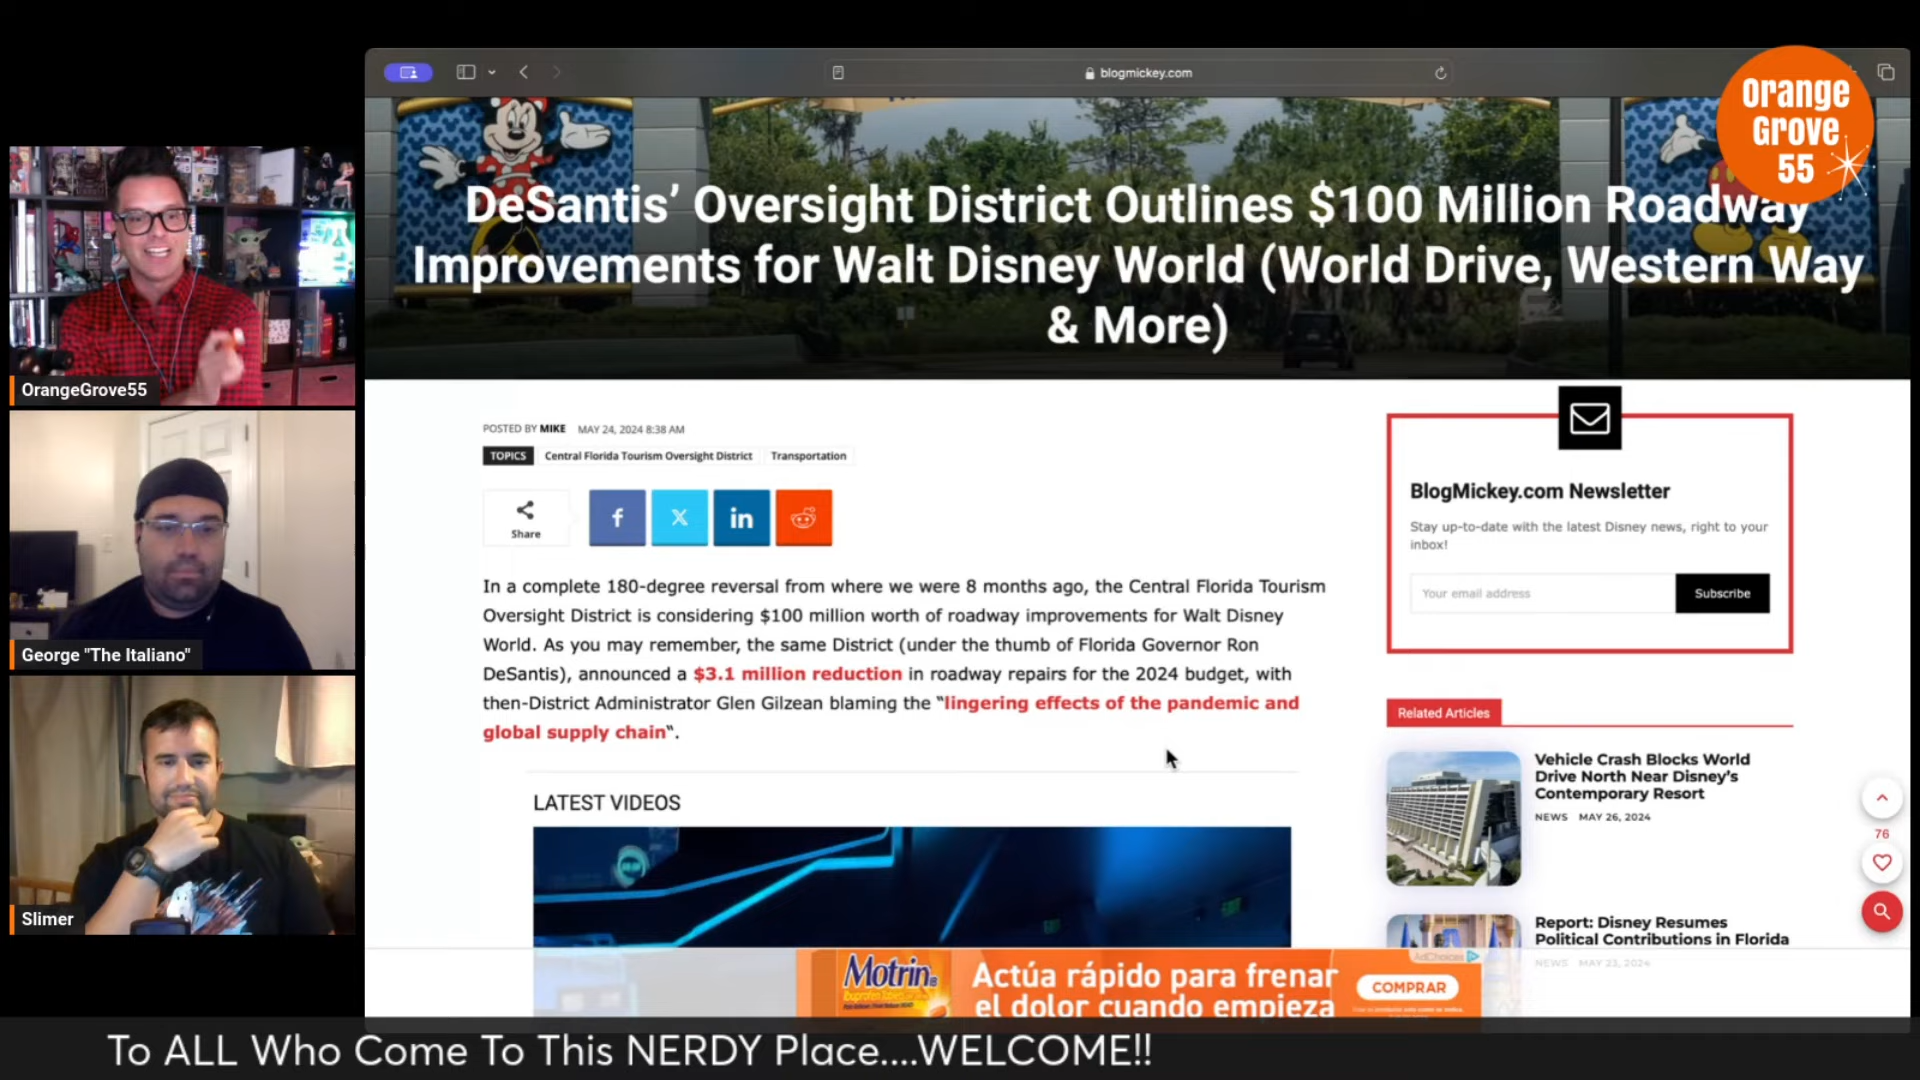 blogmickey.com
Orange
Grove
55
DeSantis’ Oversight District Outlines $100 Million Roadway
Improvements for Walt Disney World (World Drive, Western Way
& More)
OrangeGrove55
George "The Italiano"
Slimer
POSTED BY MIKE MAY 24, 2024 8:38 AM
TOPICS Central Florida Tourism Oversight District Transportation
Share
In a complete 180-degree reversal from where we were 8 months ago, the Central Florida Tourism
Oversight District is considering $100 million worth of roadway improvements for Walt Disney
World. As you may remember, the same District (under the thumb of Florida Governor Ron
DeSantis), announced a $3.1 million reduction in roadway repairs for the 2024 budget, with
then-District Administrator Glen Gilzean blaming the “lingering effects of the pandemic and
global supply chain“.
LATEST VIDEOS
BlogMickey.com Newsletter
Stay up-to-date with the latest Disney news, right to your
inbox!
Your email address
Subscribe
Related Articles
Vehicle Crash Blocks World
Drive North Near Disney’s
Contemporary Resort
NEWS MAY 26, 2024
76
Report: Disney Resumes
Political Contributions in Florida
NEWS MAY 23, 2024
Motrin IB
AdChoices
Actúa rápido para frenar
el dolor cuando empieza
COMPRAR
To ALL Who Come To This NERDY Place....WELCOME!!